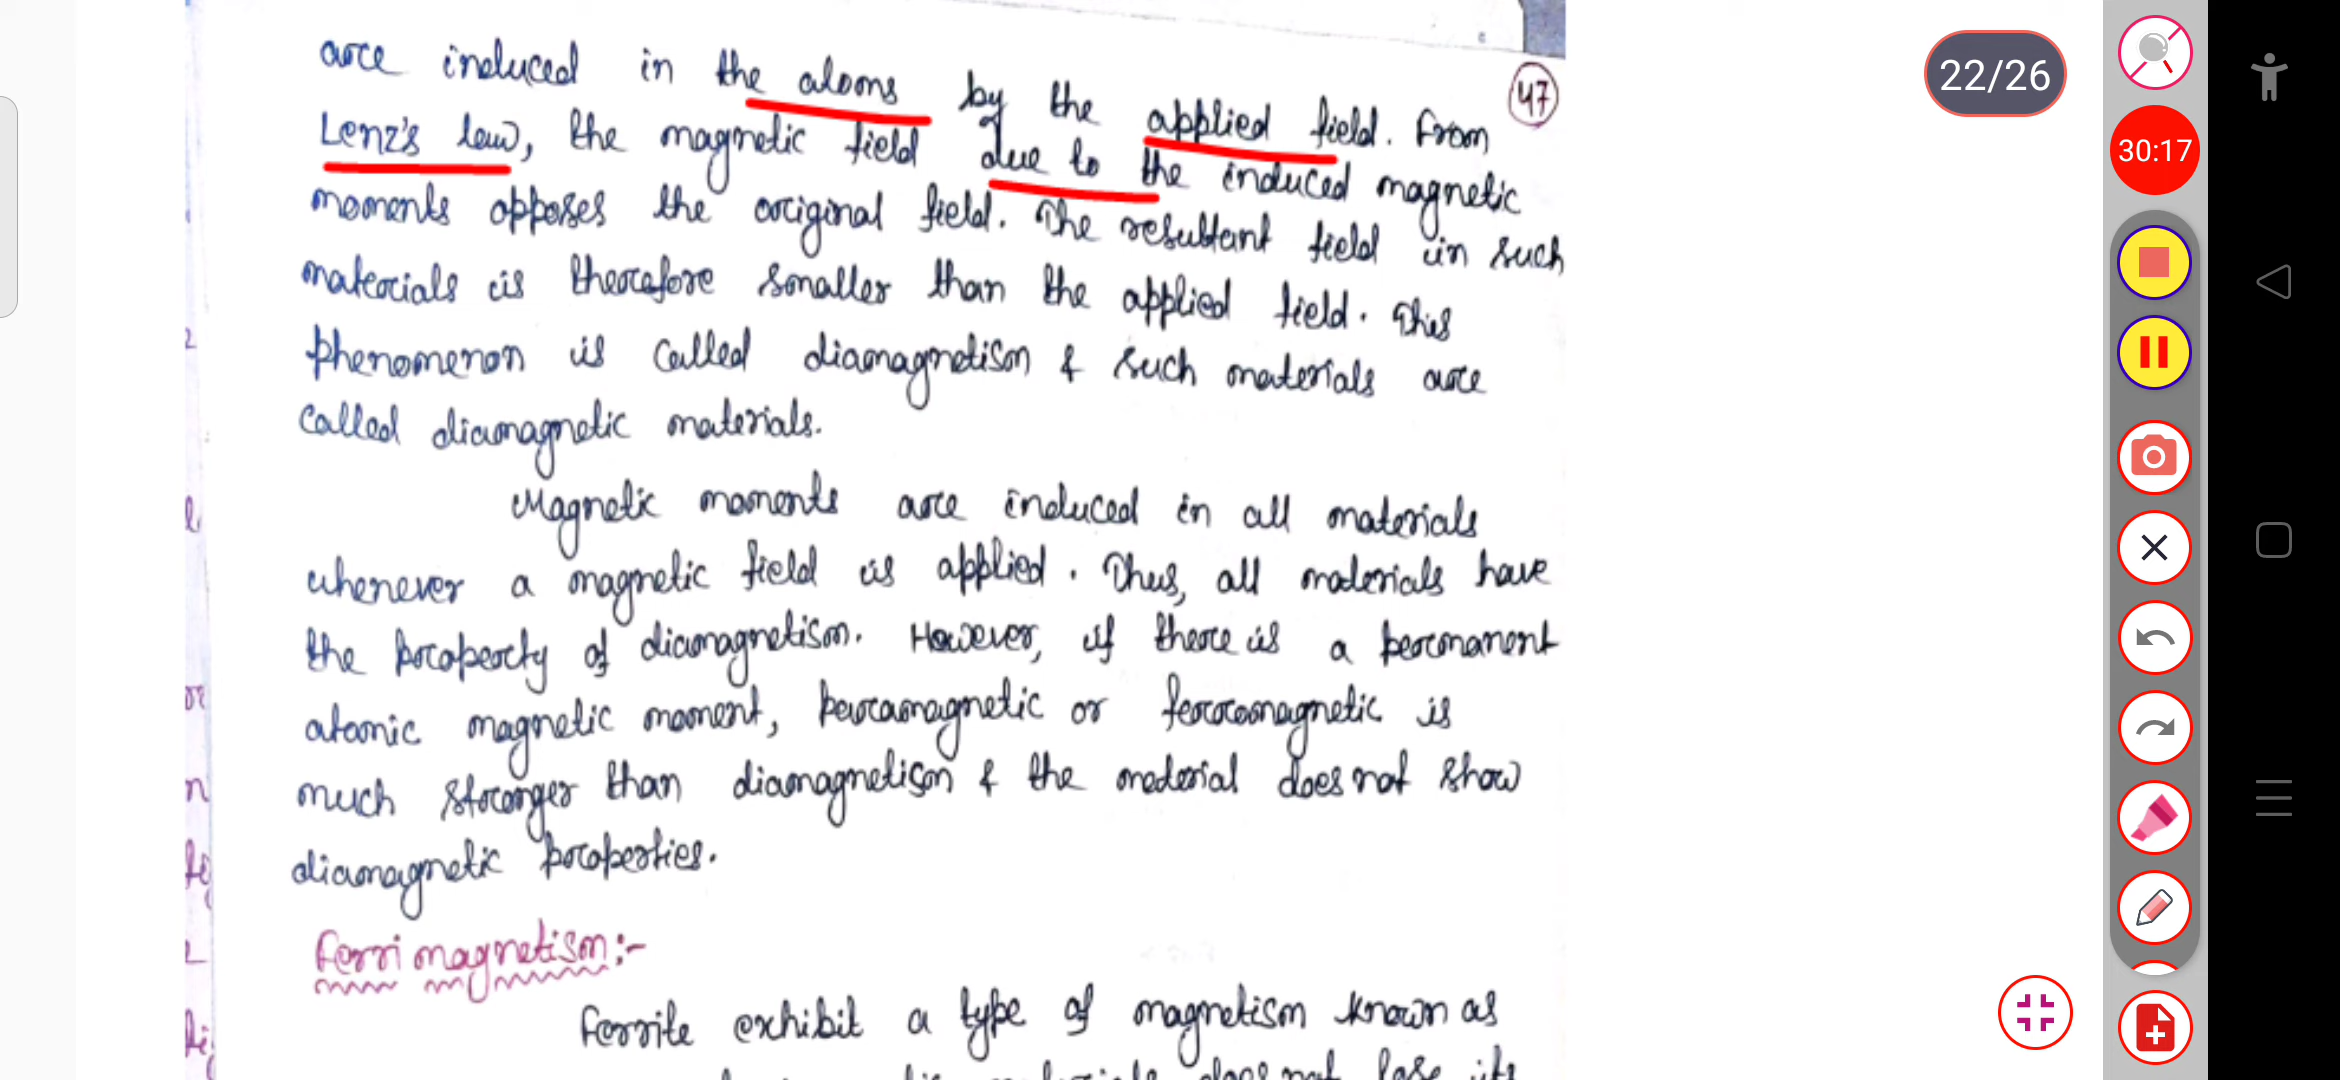 are induced in the atoms by the applied field. From
47
Lenz's law, the magnetic field due to the induced magnetic
moments opposes the original field. The resultant field in such
materials is therefore smaller than the applied field. This
phenomenon is called diamagnetism & such materials are
called diamagnetic materials.
Magnetic moments are induced in all materials
whenever a magnetic field is applied. Thus, all materials have
the property of diamagnetism. However, if there is a permanent
atomic magnetic moment, paramagnetic or ferromagnetic is
much stronger than diamagnetism & the material does not show
diamagnetic properties.
Ferrimagnetism:-
Ferrite exhibit a type of magnetism known as
does not lose its
22/26
30:17